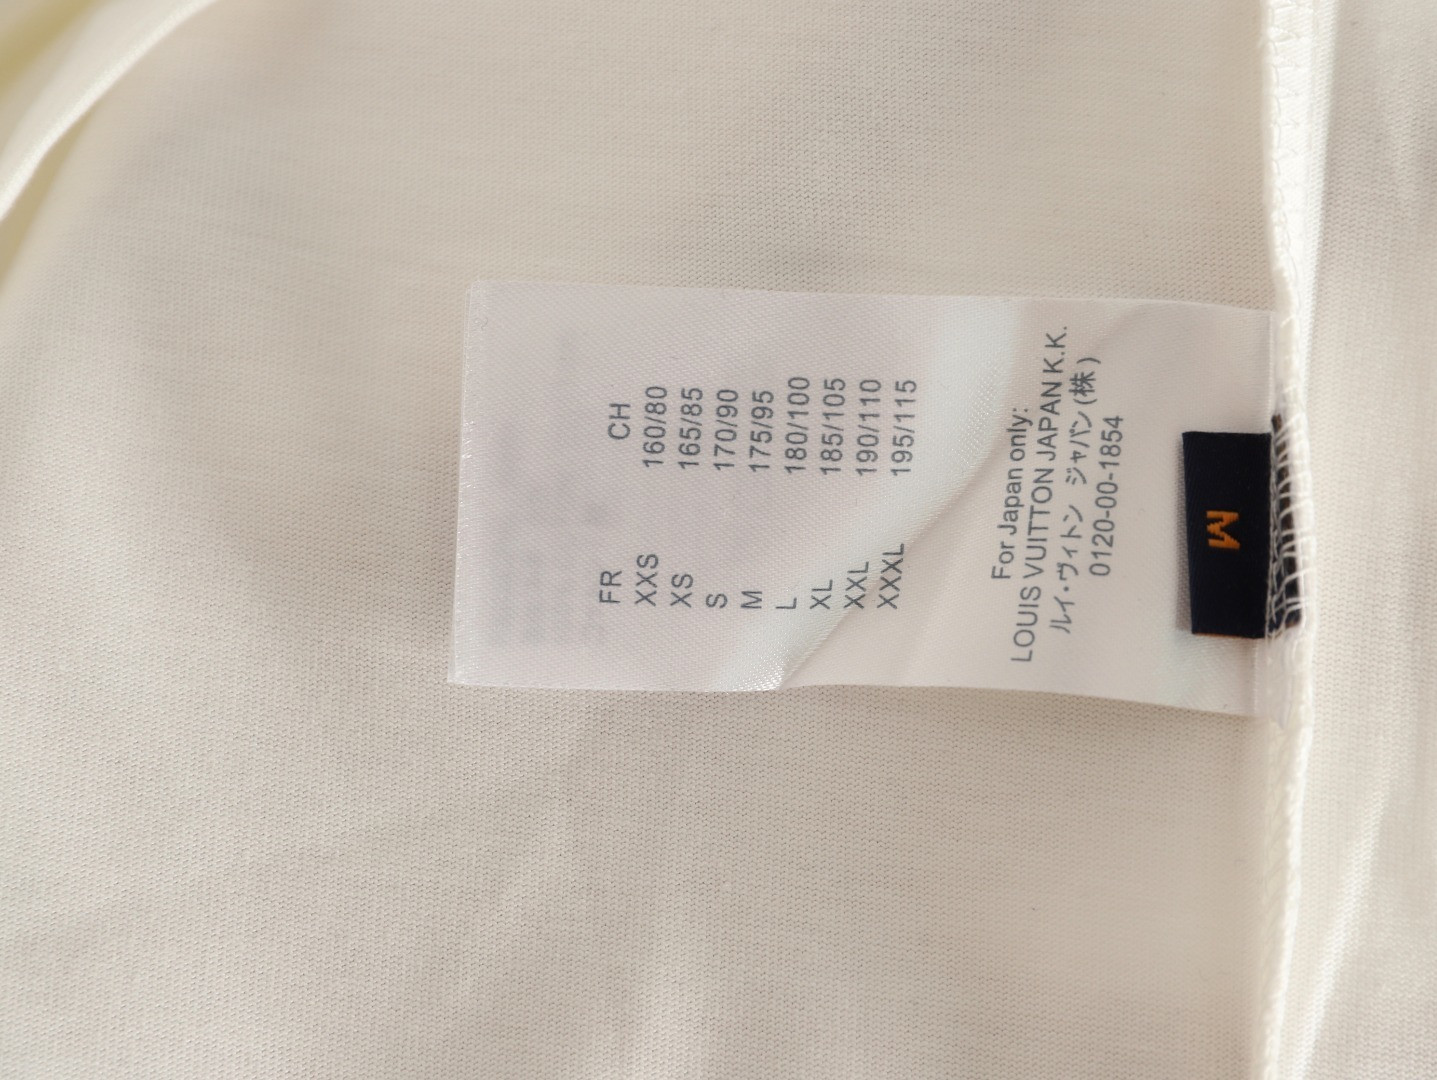 FR CH
XXS 160/80
XS 165/85
S 170/90
M 175/95
L 180/100
XL 185/105
XXL 190/110
XXXL 195/115
For Japan only:
LOUIS VUITTON JAPAN K.K.
ルイ・ヴィトン ジャパン(株)
0120-00-1854
M